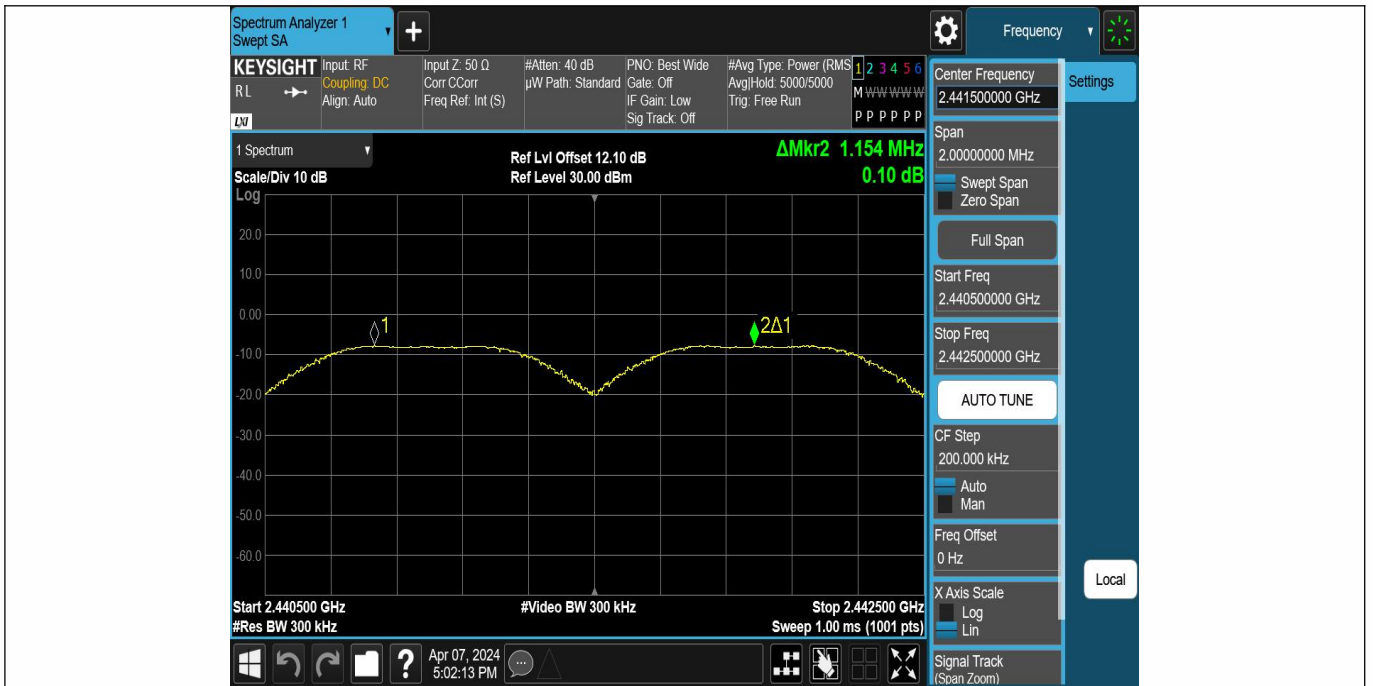 Spectrum Analyzer 1
Swept SA
+
Frequency
KEYSIGHT
RL
LXI
Input: RF
Coupling: DC
Align: Auto
Input Z: 50 Ω
Corr CCorr
Freq Ref: Int (S)
#Atten: 40 dB
µW Path: Standard
PNO: Best Wide
Gate: Off
IF Gain: Low
Sig Track: Off
#Avg Type: Power (RMS
Avg|Hold: 5000/5000
Trig: Free Run
1 2 3 4 5 6
M W W W W W
P P P P P P
1 Spectrum
Scale/Div 10 dB
Log
Ref Lvl Offset 12.10 dB
Ref Level 30.00 dBm
ΔMkr2 1.154 MHz
0.10 dB
20.0
10.0
0.00
-10.0
-20.0
-30.0
-40.0
-50.0
-60.0
1
2Δ1
Start 2.440500 GHz
#Res BW 300 kHz
#Video BW 300 kHz
Stop 2.442500 GHz
Sweep 1.00 ms (1001 pts)
?
Apr 07, 2024
5:02:13 PM
Center Frequency
2.441500000 GHz
Span
2.00000000 MHz
Swept Span
Zero Span
Full Span
Start Freq
2.440500000 GHz
Stop Freq
2.442500000 GHz
AUTO TUNE
CF Step
200.000 kHz
Auto
Man
Freq Offset
0 Hz
X Axis Scale
Log
Lin
Signal Track
(Span Zoom)
Settings
Local